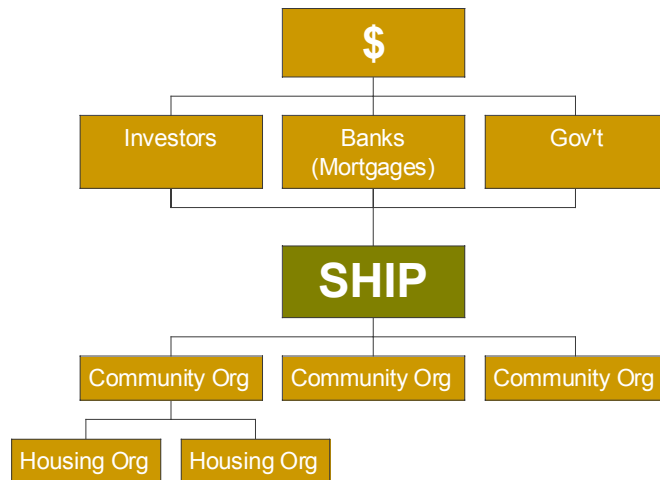 $
Investors
Banks
(Mortgages)
Gov't
SHIP
Community Org
Community Org
Community Org
Housing Org
Housing Org